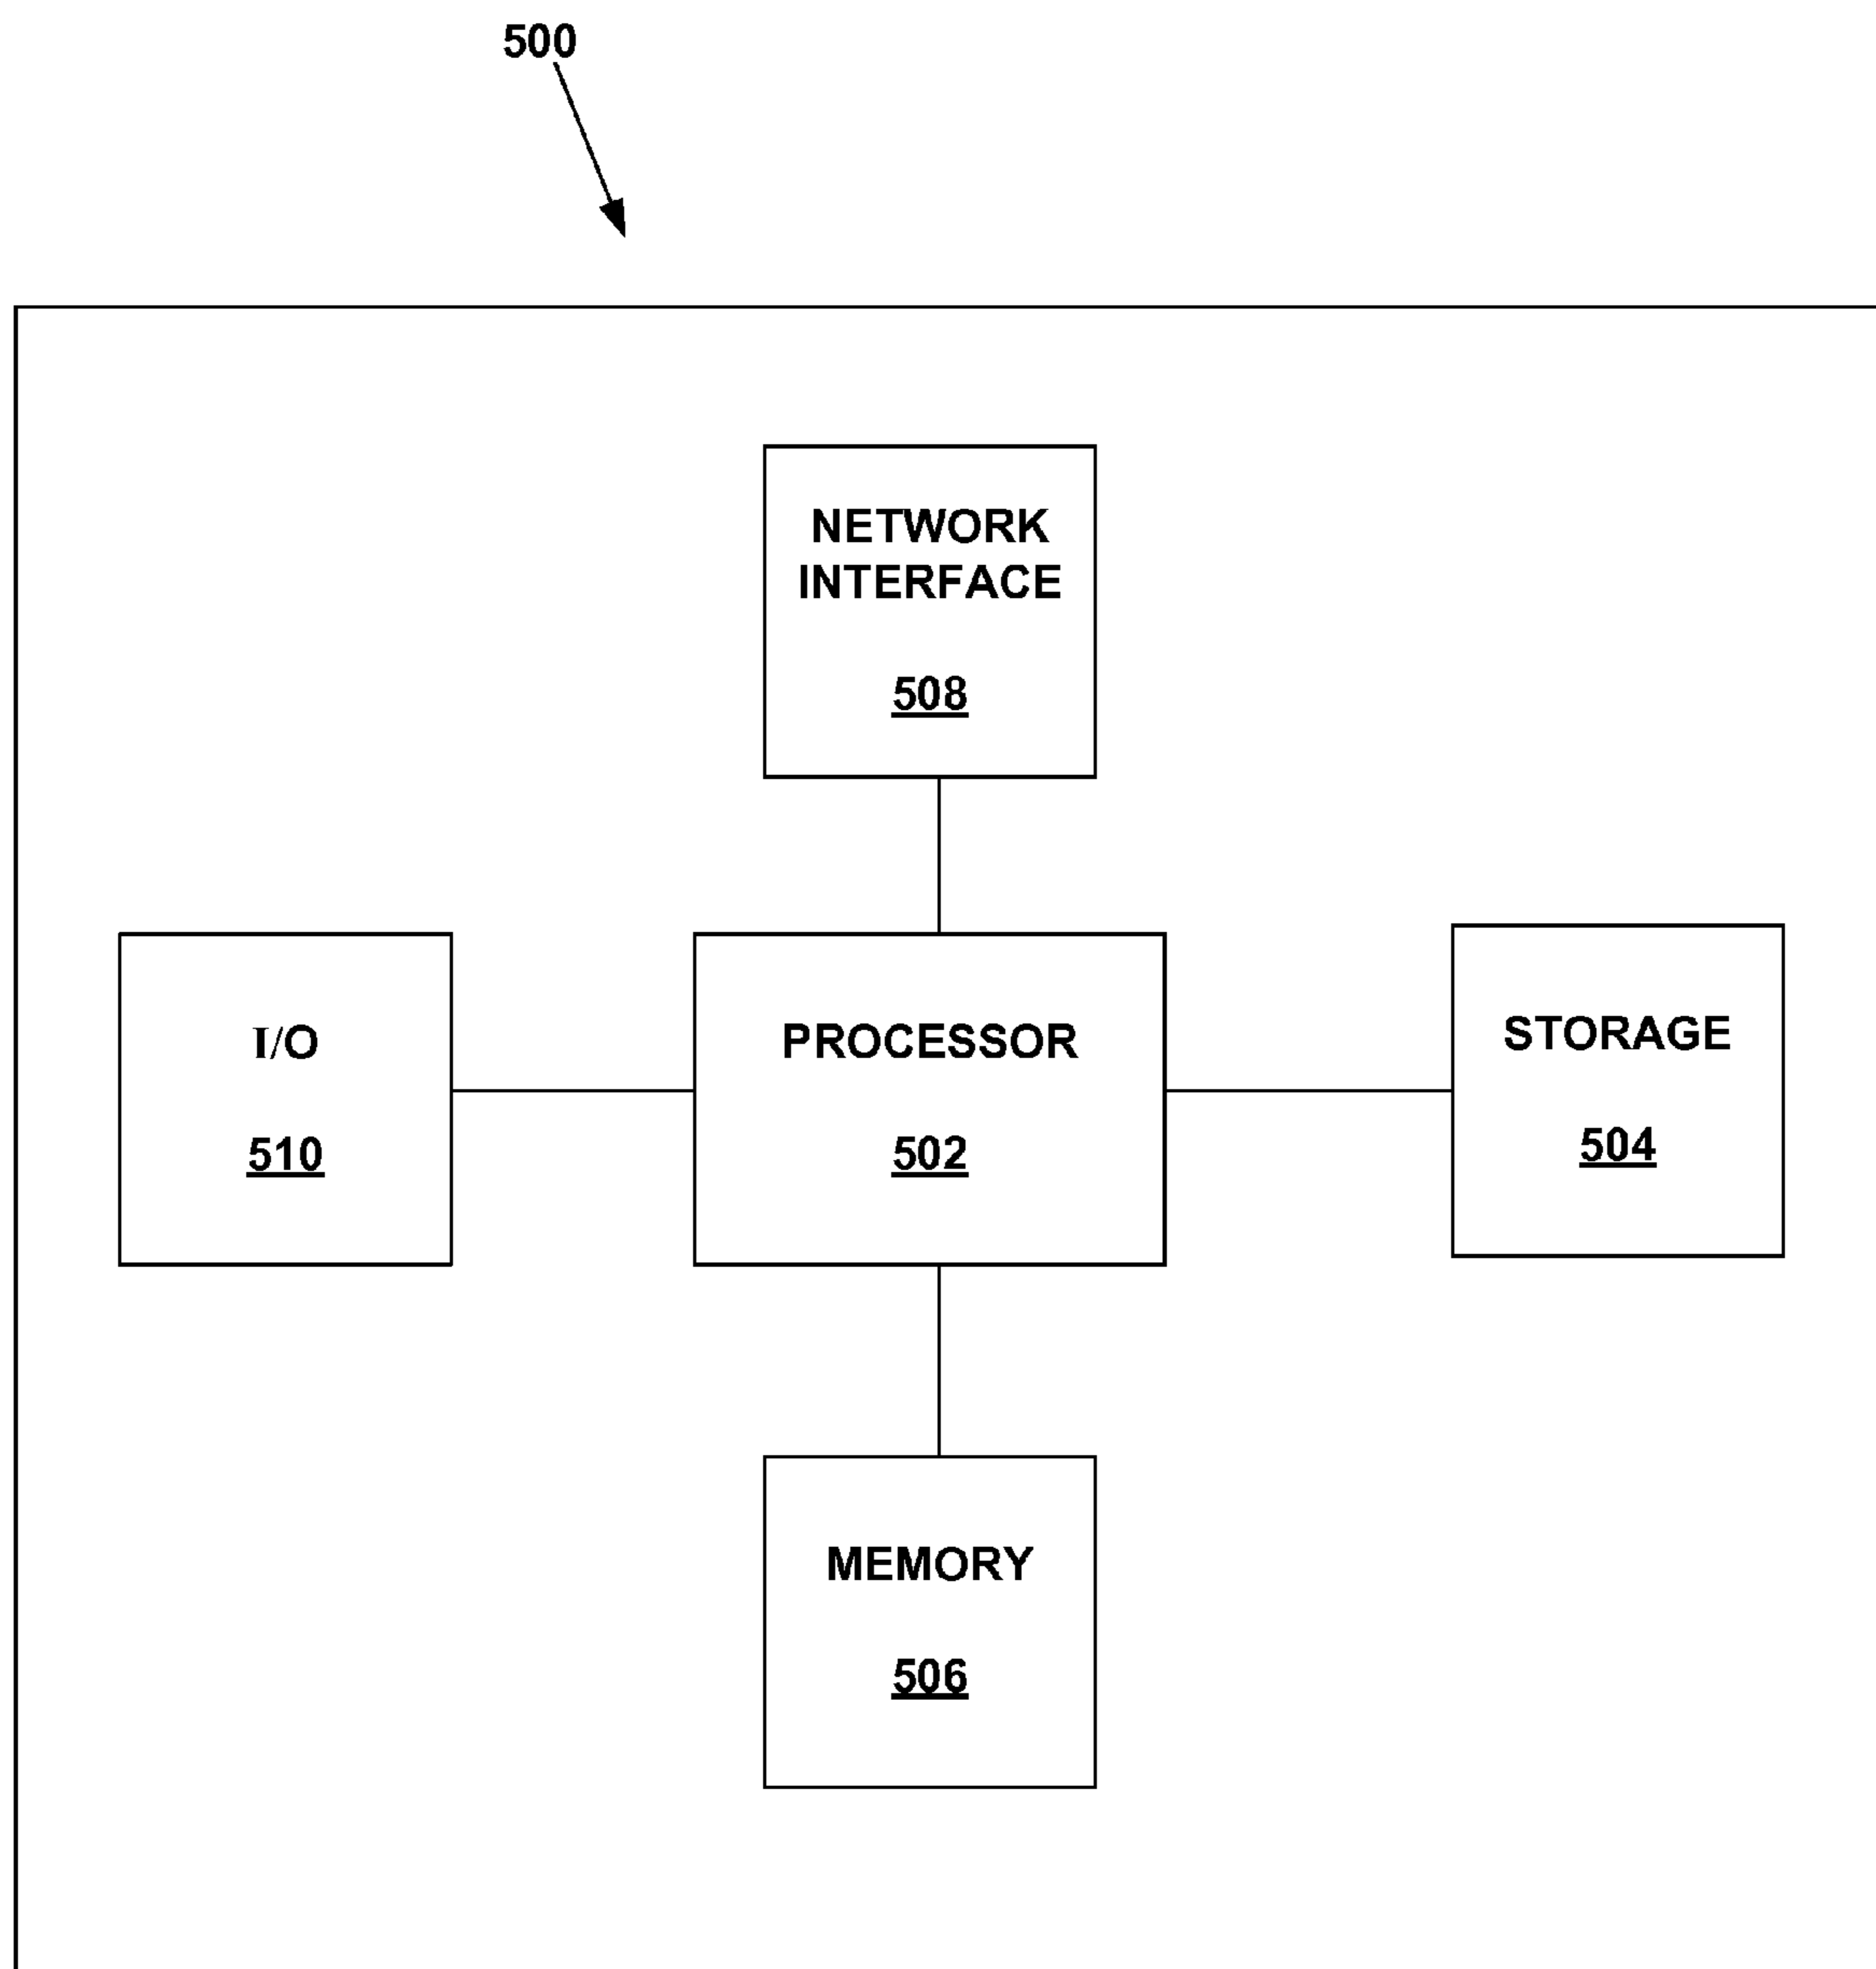 500
NETWORK
INTERFACE
508
I/O
510
PROCESSOR
502
STORAGE
504
MEMORY
506